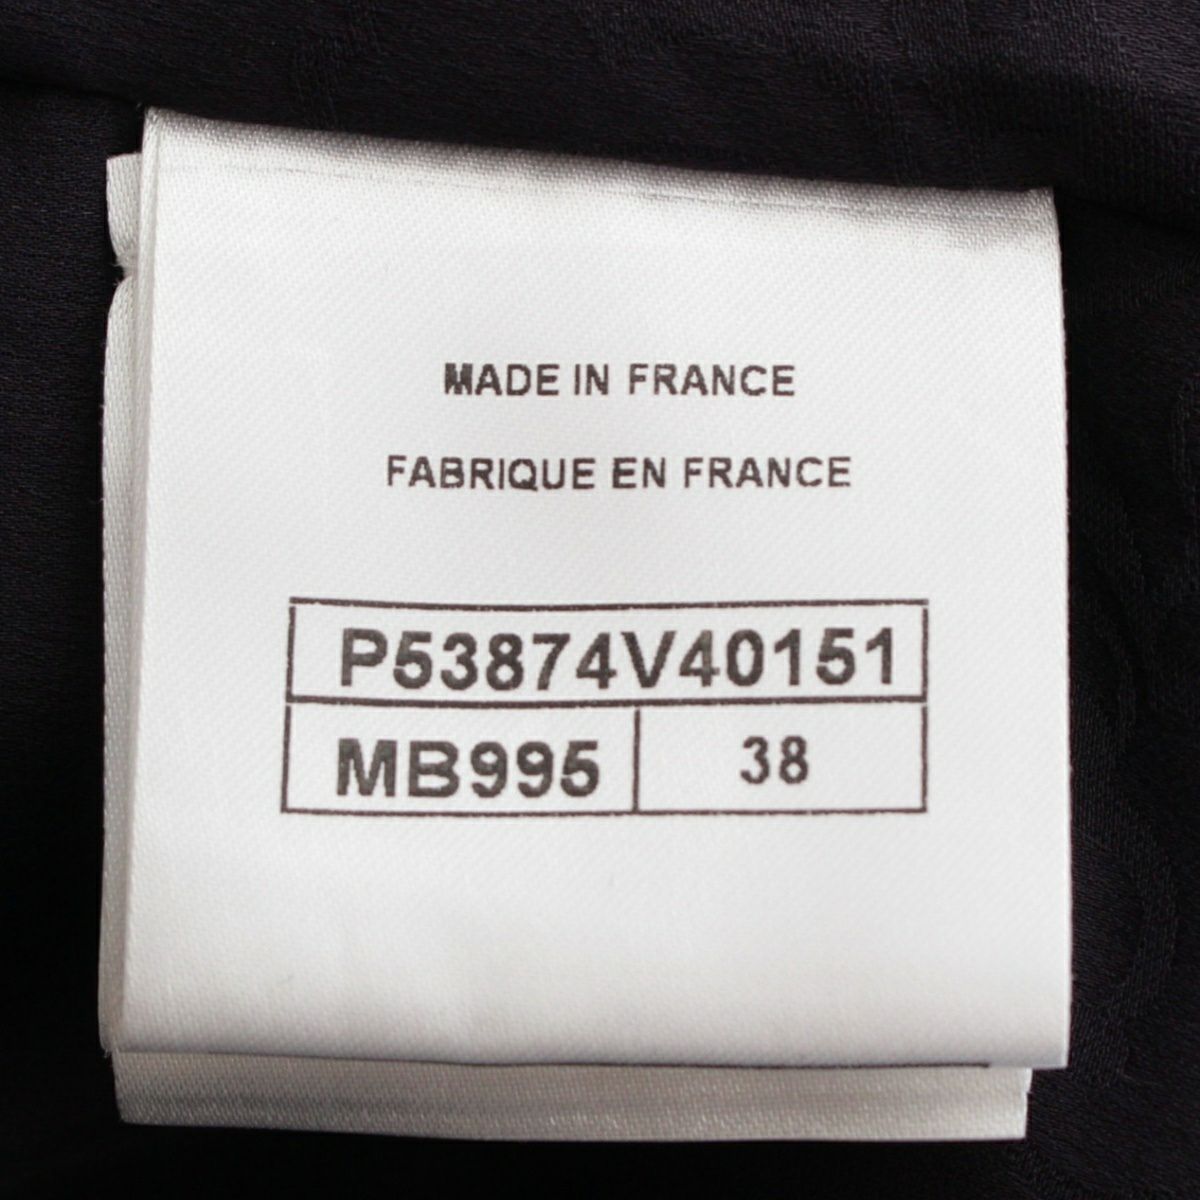 MADE IN FRANCE
FABRIQUE EN FRANCE
P53874V40151
MB995 38